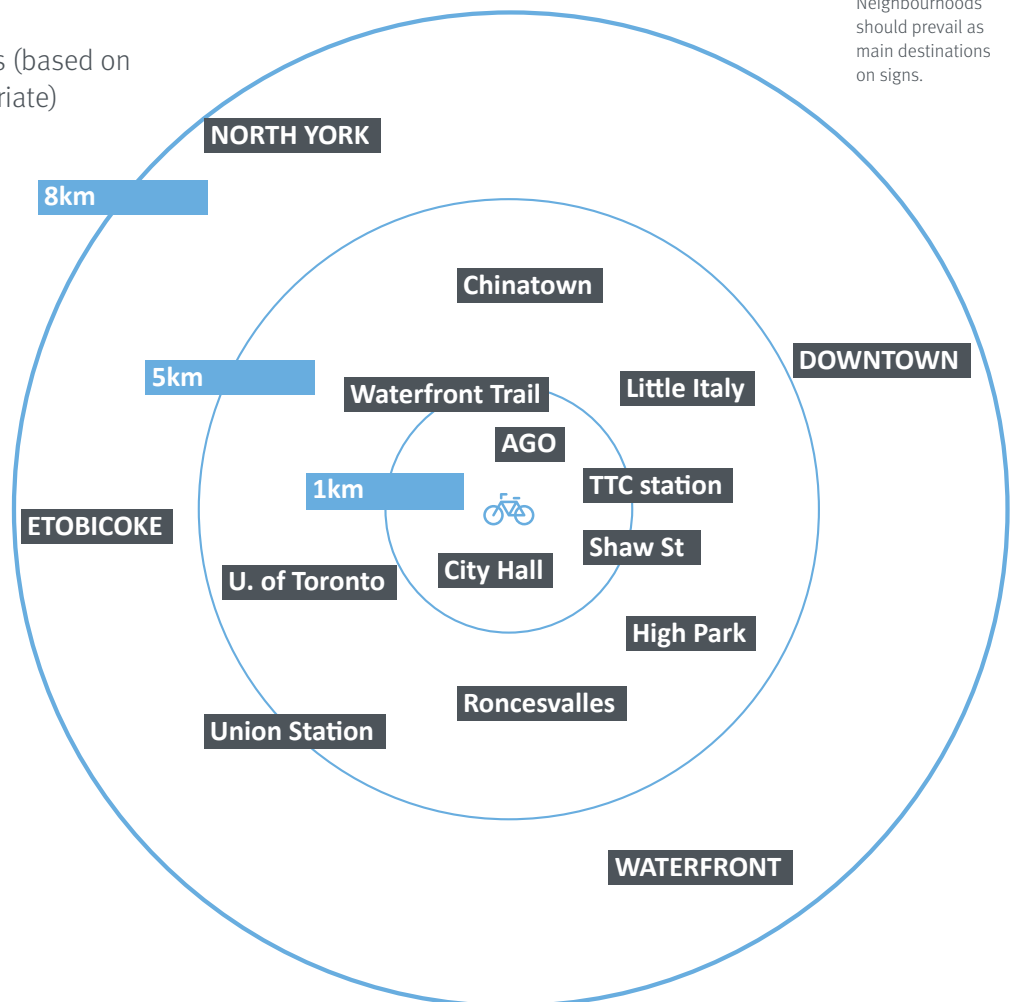 Neighbourhoods
should prevail as
main destinations
on signs.
s (based on
riate)
NORTH YORK
8km
Chinatown
DOWNTOWN
5km
Little Italy
Waterfront Trail
AGO
TTC station
1km
ETOBICOKE
Shaw St
City Hall
U. of Toronto
High Park
Roncesvalles
Union Station
WATERFRONT